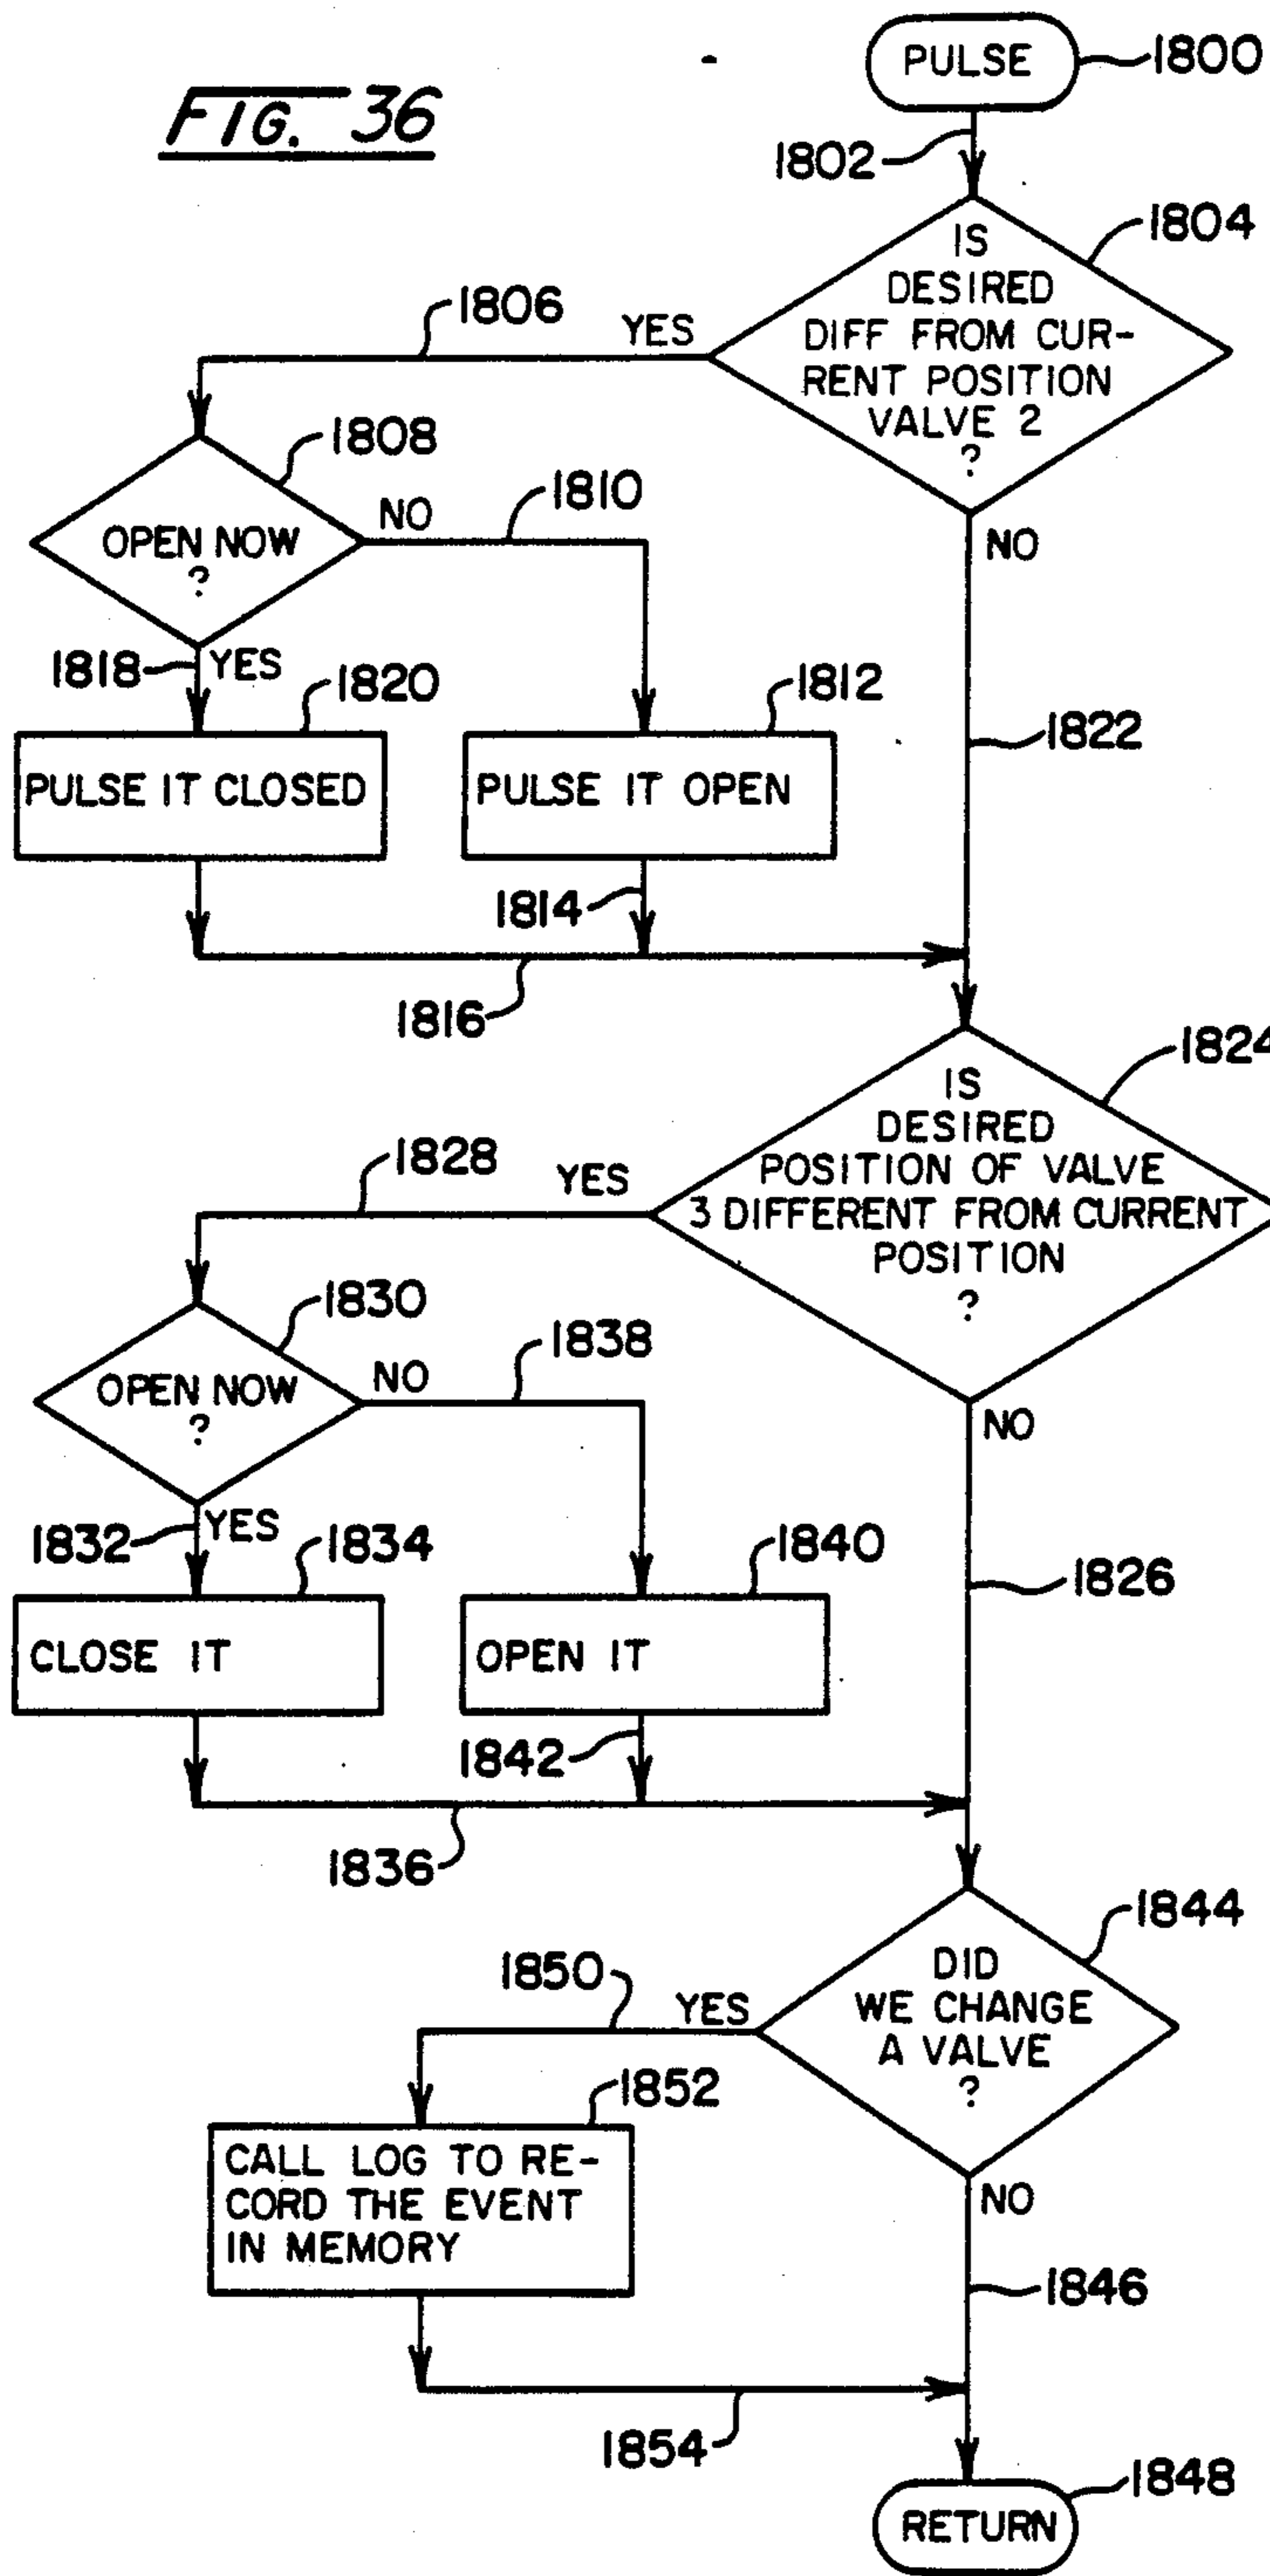 FIG. 36
PULSE
1800
1802
IS
DESIRED
DIFF FROM CUR-
RENT POSITION
VALVE 2
?
1804
YES
1806
NO
1808
OPEN NOW
?
NO
1810
1818
YES
1820
PULSE IT CLOSED
1812
PULSE IT OPEN
1822
1814
1816
1824
IS
DESIRED
POSITION OF VALVE
3 DIFFERENT FROM CURRENT
POSITION
?
YES
1828
NO
1830
OPEN NOW
?
NO
1838
1832
YES
1834
CLOSE IT
1840
OPEN IT
1826
1842
1836
1844
DID
WE CHANGE
A VALVE
?
YES
1850
NO
1852
CALL LOG TO RE-
CORD THE EVENT
IN MEMORY
1846
1854
1848
RETURN